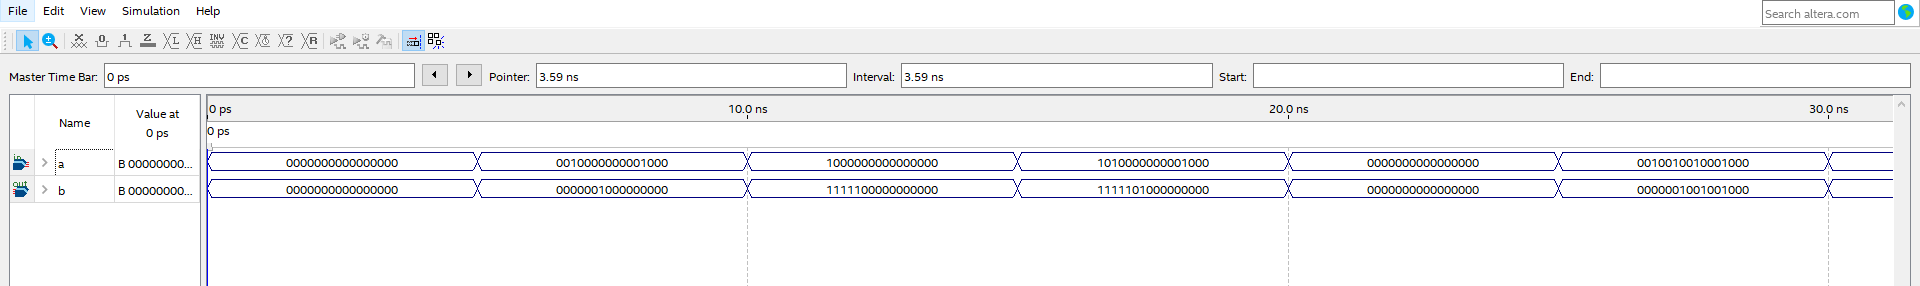 File Edit View Simulation Help
Search altera.com
Master Time Bar: 0 ps Pointer: 3.59 ns Interval: 3.59 ns Start: End:
Name Value at 0 ps
0 ps 10.0 ns 20.0 ns 30.0 ns
0 ps
in a B 00000000... 0000000000000000 0010000000001000 1000000000000000 1010000000001000 0000000000000000 0010010010001000
out b B 00000000... 0000000000000000 0000001000000000 1111100000000000 1111101000000000 0000000000000000 0000001001001000